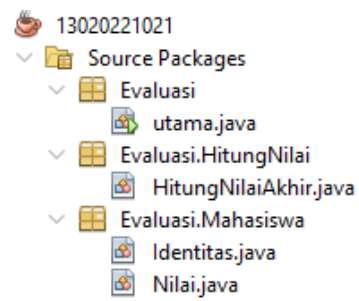 13020221021
Source Packages
Evaluasi
utama.java
Evaluasi.HitungNilai
HitungNilaiAkhir.java
Evaluasi.Mahasiswa
Identitas.java
Nilai.java